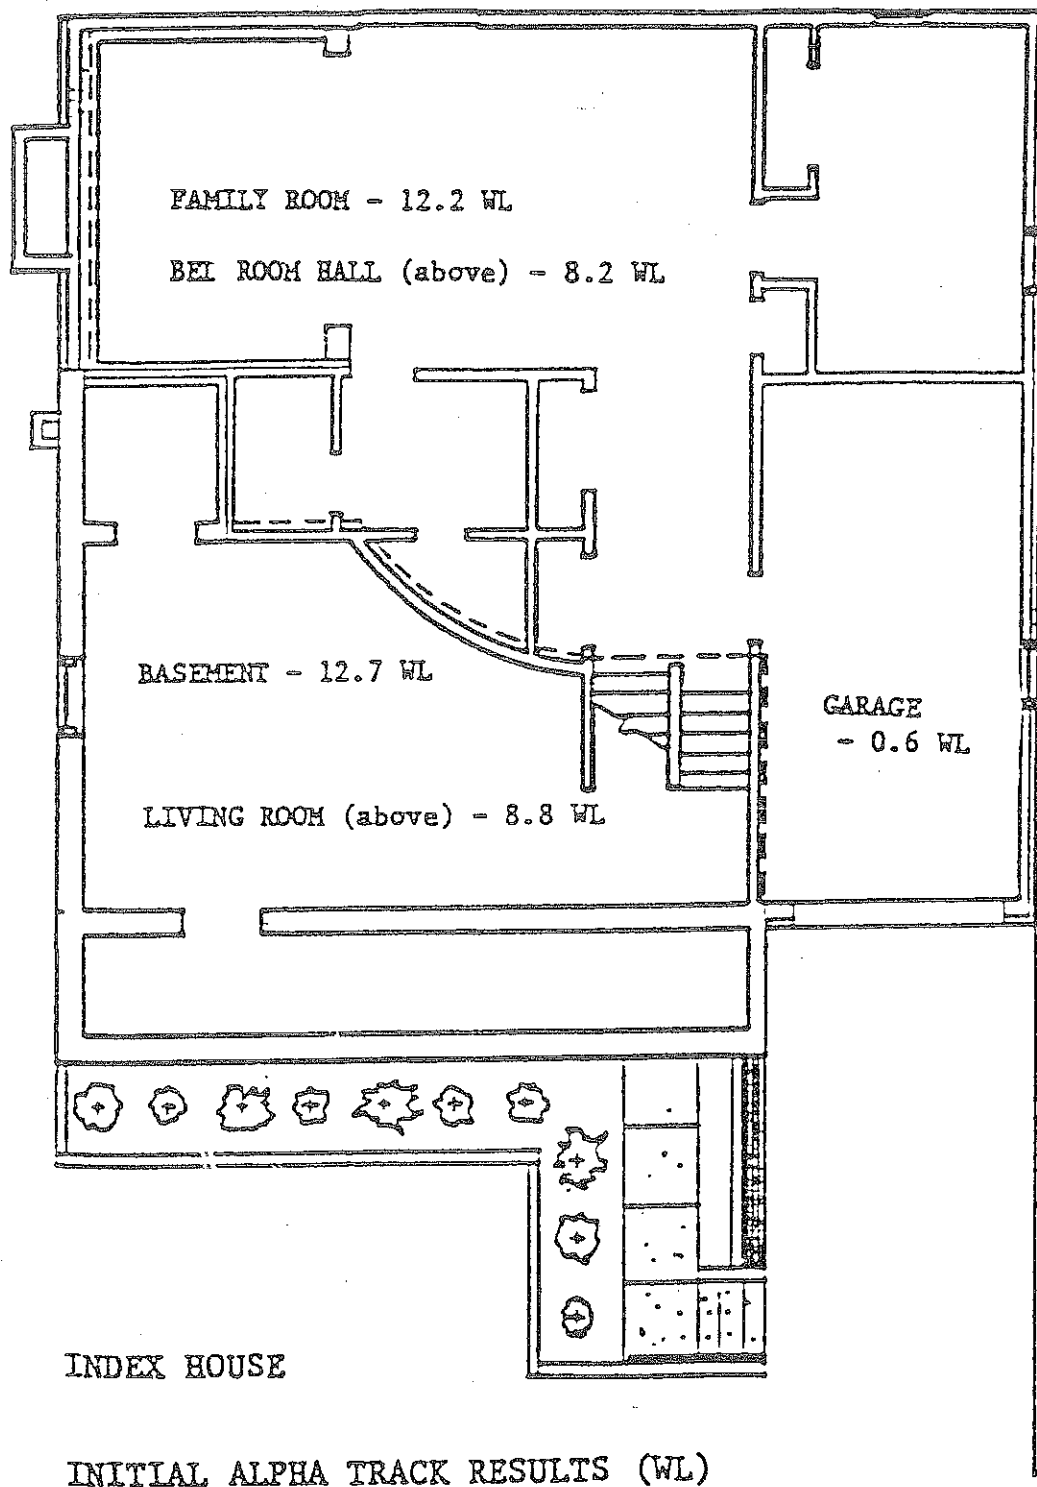 FAMILY ROOM - 12.2 WL
BEI ROOM HALL (above) - 8.2 WL
BASEMENT - 12.7 WL
GARAGE
- 0.6 WL
LIVING ROOM (above) - 8.8 WL
INDEX HOUSE
INITIAL ALPHA TRACK RESULTS (WL)